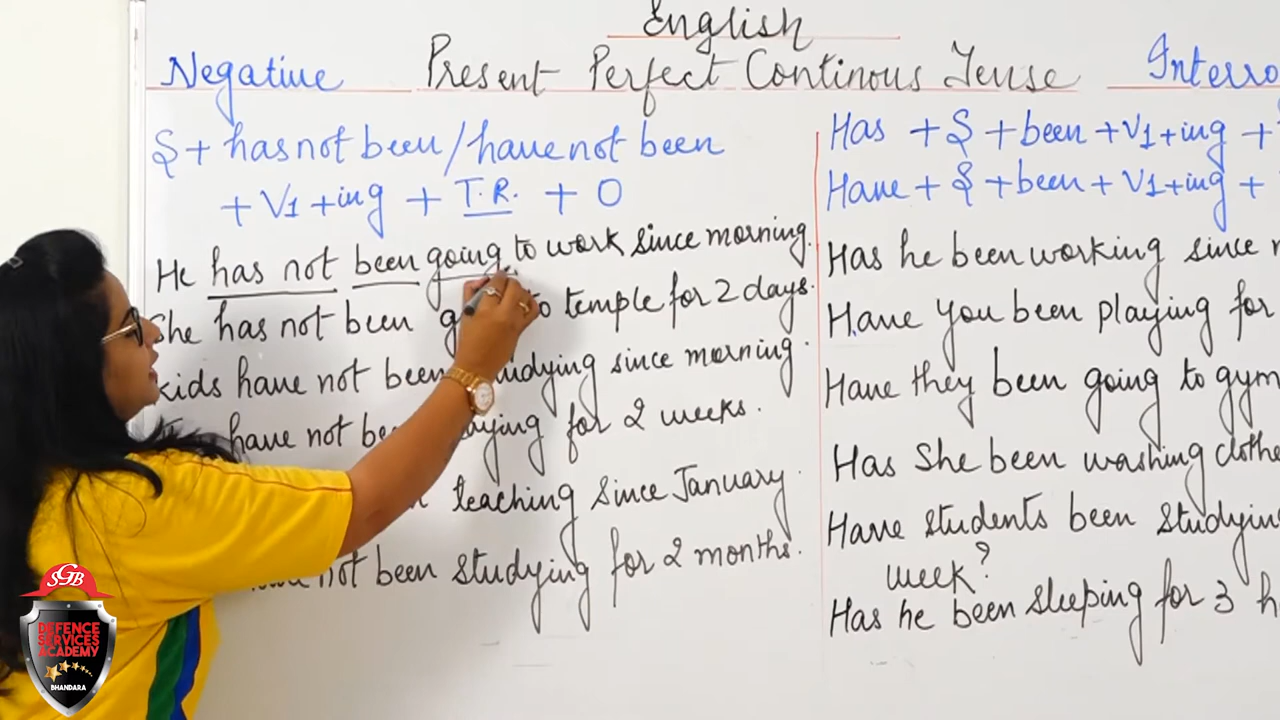 English
Negative Present Perfect Continous Tense
S + has not been / have not been
+ V1 + ing + T.R. + O
He has not been going to work since morning.
She has not been to temple for 2 days.
kids have not been studying since morning.
have not for 2 weeks.
teaching since January.
not been studying for 2 months.
Has + S + been + V1 + ing +
Have + S + been + V1 + ing +
Has he been working since
Have you been playing for
Have they been going to gym
Has She been washing clothe
Have students been studying
week?
Has he been sleeping for 3
SGB
DEFENCE
SERVICES
ACADEMY
BHANDARA